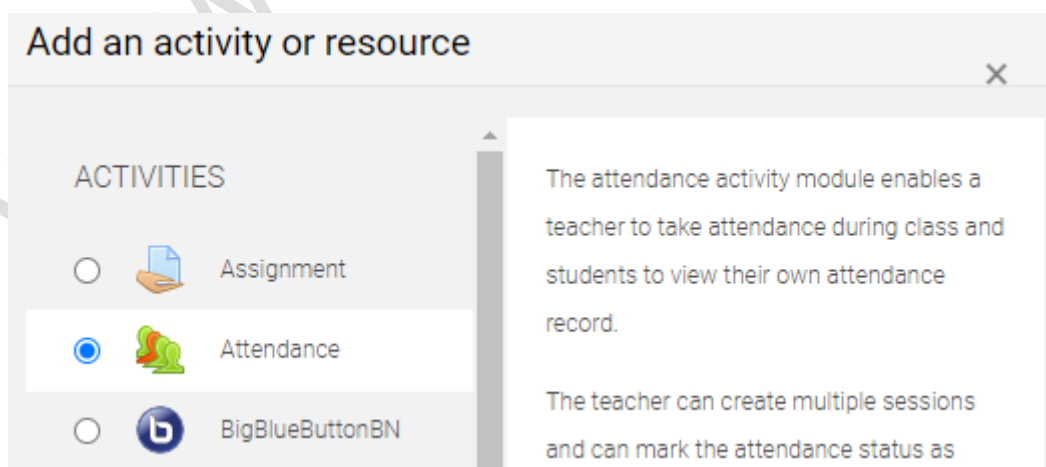 Add an activity or resource
×
ACTIVITIES
Assignment
Attendance
BigBlueButtonBN
The attendance activity module enables a
teacher to take attendance during class and
students to view their own attendance
record.
The teacher can create multiple sessions
and can mark the attendance status as